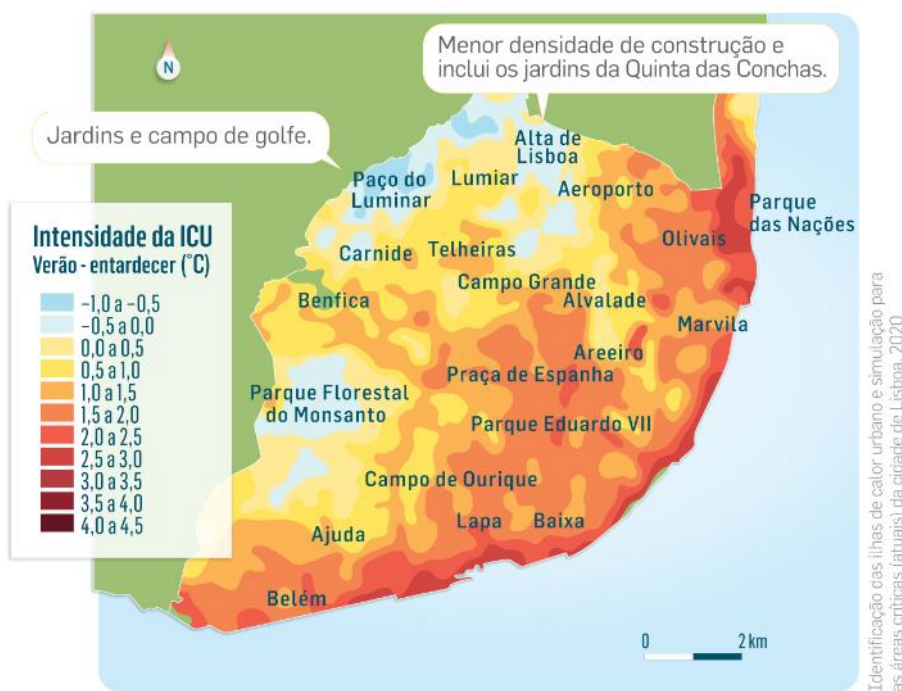 Menor densidade de construção e
inclui os jardins da Quinta das Conchas.
N
Jardins e campo de golfe.
Alta de
Lisboa
Paço do
Luminar
Lumiar
Aeroporto
Parque
das Nações
Olivais
Carnide
Telheiras
Campo Grande
Benfica
Alvalade
Marvila
Areeiro
Praça de Espanha
Parque Florestal
do Monsanto
Parque Eduardo VII
Campo de Ourique
Lapa
Baixa
Ajuda
Belém
Intensidade da ICU
Verão - entardecer (°C)
−1,0 a −0,5
−0,5 a 0,0
0,0 a 0,5
0,5 a 1,0
1,0 a 1,5
1,5 a 2,0
2,0 a 2,5
2,5 a 3,0
3,0 a 3,5
3,5 a 4,0
4,0 a 4,5
0 2 km
Identificação das ilhas de calor urbano e simulação para
as áreas críticas (atuais) da cidade de Lisboa, 2020